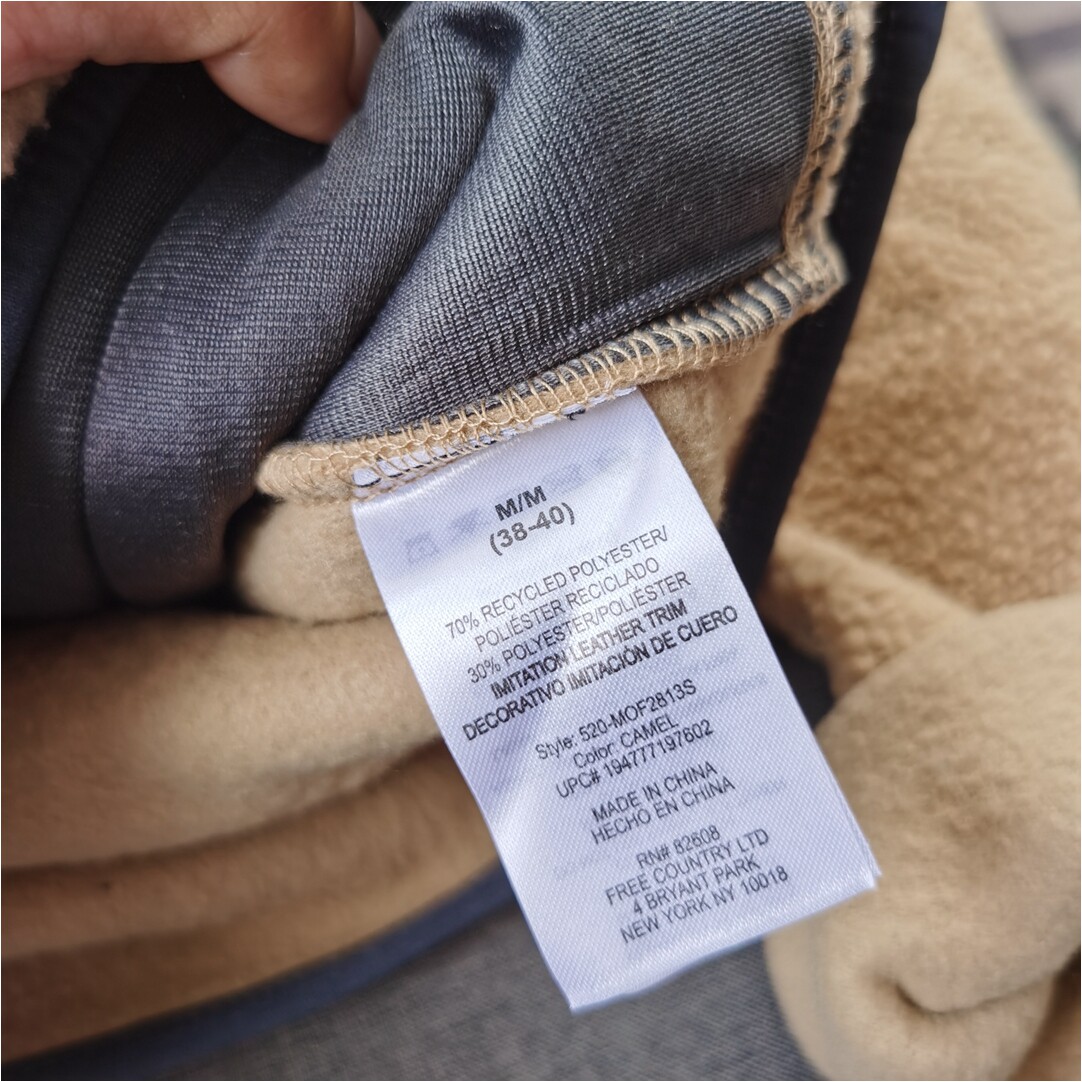 M/M
(38-40)
70% RECYCLED POLYESTER/
POLIÉSTER RECICLADO
30% POLYESTER/POLIÉSTER
IMITATION LEATHER TRIM
DECORATIVO IMITACIÓN DE CUERO
Style: 520-MOF2813S
Color: CAMEL
UPC# 194777197602
MADE IN CHINA
HECHO EN CHINA
RN# 82608
FREE COUNTRY LTD
4 BRYANT PARK
NEW YORK NY 10018